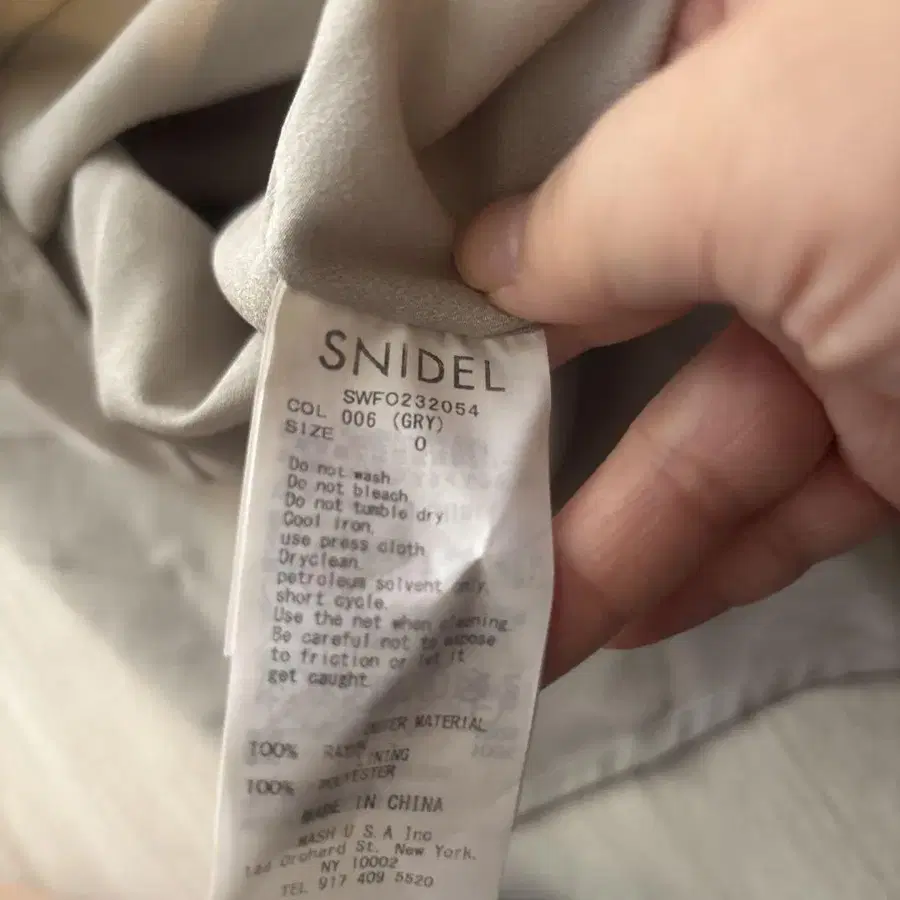 SNIDEL
SWFO232054
COL 006 (GRY)
SIZE 0
Do not wash
Do not bleach
Do not tumble dry
Cool iron,
use press cloth
Dryclean.
petroleum solvent only,
short cycle.
Use the net when cleaning.
Be careful not to expose
to friction or let it
get caught.
OUTER MATERIAL
100%
LINING
100% POLYESTER
MADE IN CHINA
MASH U S.A Inc
Orchard St. New York.
NY 10002
TEL 917 409 5520